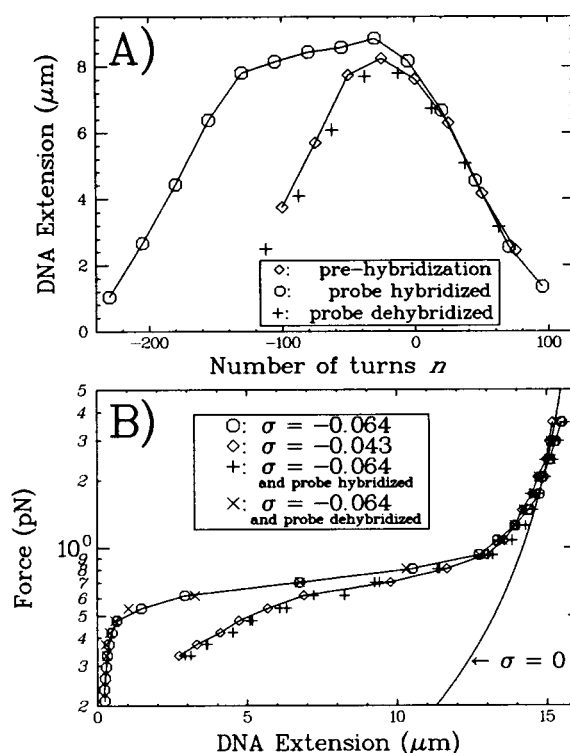 A)
DNA Extension (μm)
8
6
4
2
0
◇: pre-hybridization
○: probe hybridized
+: probe dehybridized
-200 -100 0 100
Number of turns n
B)
Force (pN)
5
4
3
2
10⁰
9
8
7
6
5
4
3
2
○: σ = −0.064
◇: σ = −0.043
+: σ = −0.064
and probe hybridized
×: σ = −0.064
and probe dehybridized
← σ = 0
0 5 10 15
DNA Extension (μm)